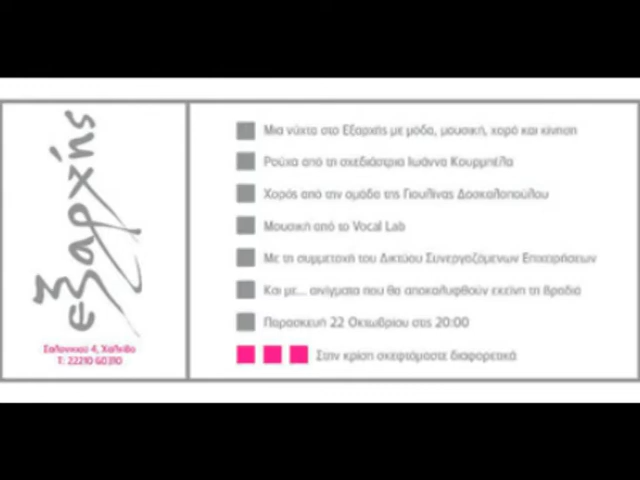 εξαρχής
Σαλονικιού 4, Χαλκίδα
Τ: 22210 60310
Μια νύχτα στο Εξαρχής με μόδα, μουσική, χορό και κίνηση
Ρούχα από τη σχεδιάστρια Ιωάννα Κουρμπέλα
Χορός από την ομάδα της Γιουλίνας Δασκαλοπούλου
Μουσική από το Vocal Lab
Με τη συμμετοχή του Δικτύου Συνεργαζόμενων Επιχειρήσεων
Και με... αινίγματα που θα αποκαλυφθούν εκείνη τη βραδιά
Παρασκευή 22 Οκτωβρίου στις 20:00
Στην κρίση σκεφτόμαστε διαφορετικά